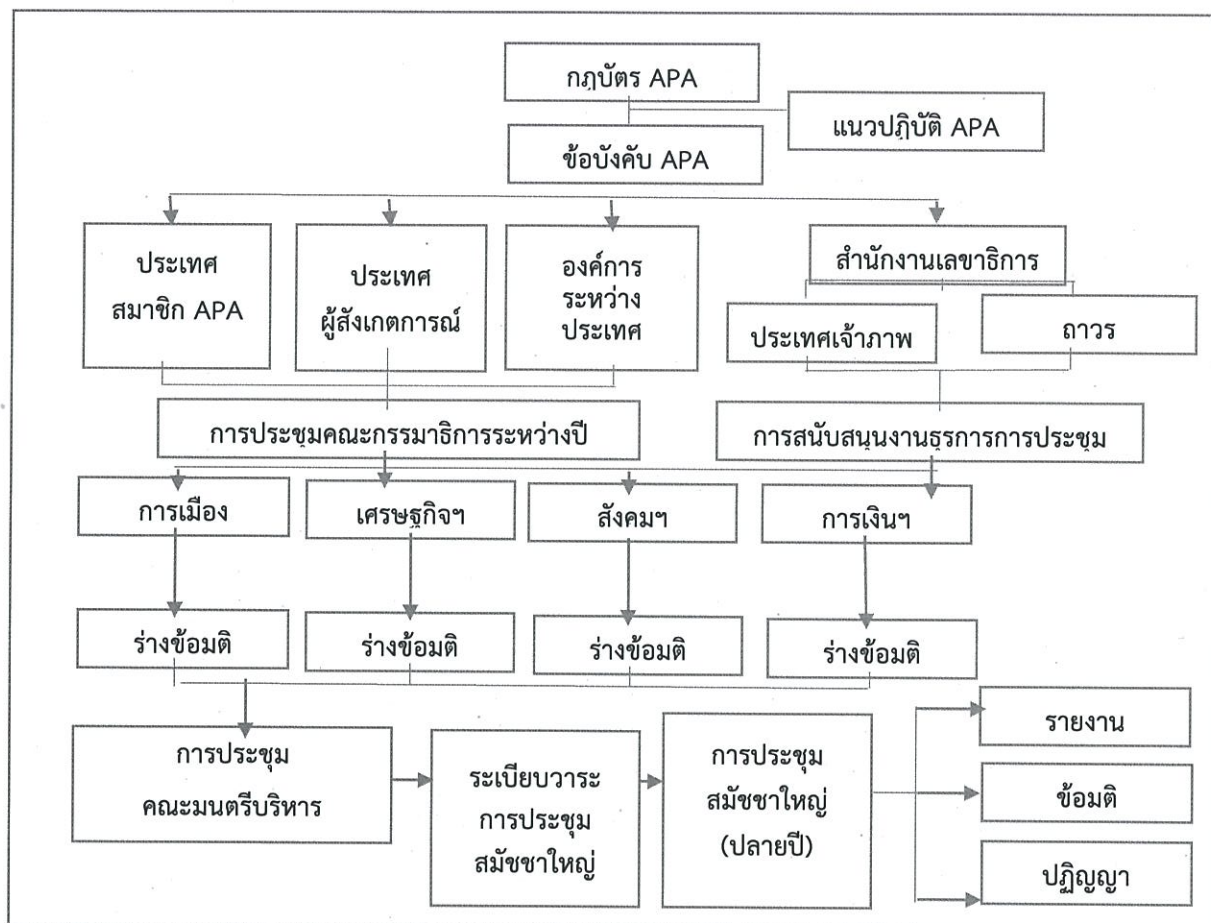 กฎบัตร APA
แนวปฏิบัติ APA
ข้อบังคับ APA
ประเทศ
สมาชิก APA
ประเทศ
ผู้สังเกตการณ์
องค์การ
ระหว่าง
ประเทศ
สำนักงานเลขาธิการ
ประเทศเจ้าภาพ
ถาวร
การประชุมคณะกรรมาธิการระหว่างปี
การสนับสนุนงานธุรการการประชุม
การเมือง
เศรษฐกิจฯ
สังคมฯ
การเงินฯ
ร่างข้อมติ
ร่างข้อมติ
ร่างข้อมติ
ร่างข้อมติ
การประชุม
คณะมนตรีบริหาร
ระเบียบวาระ
การประชุม
สมัชชาใหญ่
การประชุม
สมัชชาใหญ่
(ปลายปี)
รายงาน
ข้อมติ
ปฏิญญา